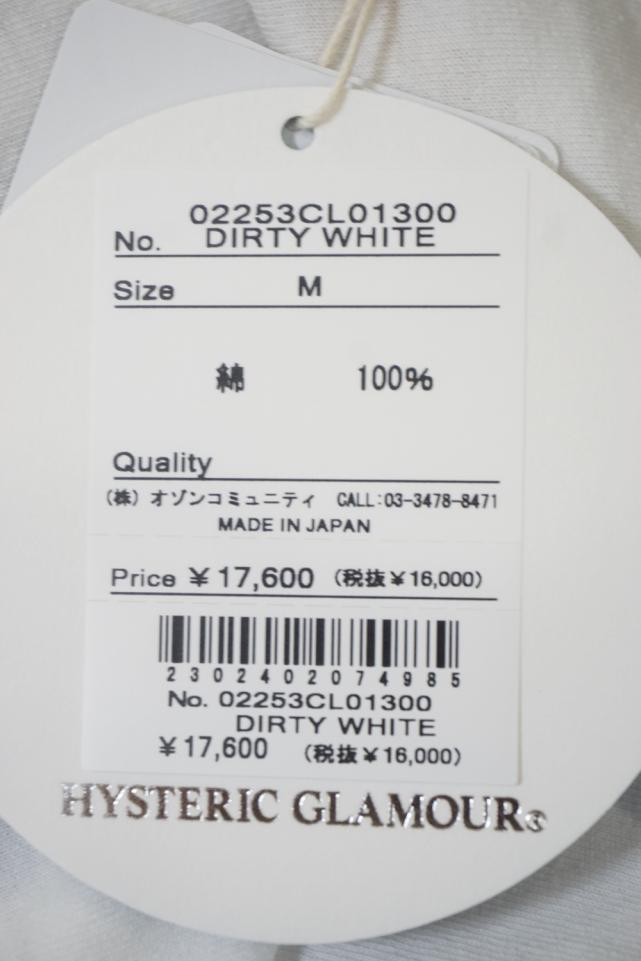 02253CL01300
No. DIRTY WHITE
Size M
綿 100%
Quality
(株) オゾンコミュニティ CALL:03-3478-8471
MADE IN JAPAN
Price ¥17,600 (税抜¥16,000)
2302402074985
No. 02253CL01300
DIRTY WHITE
¥17,600 (税抜¥16,000)
HYSTERIC GLAMOUR®